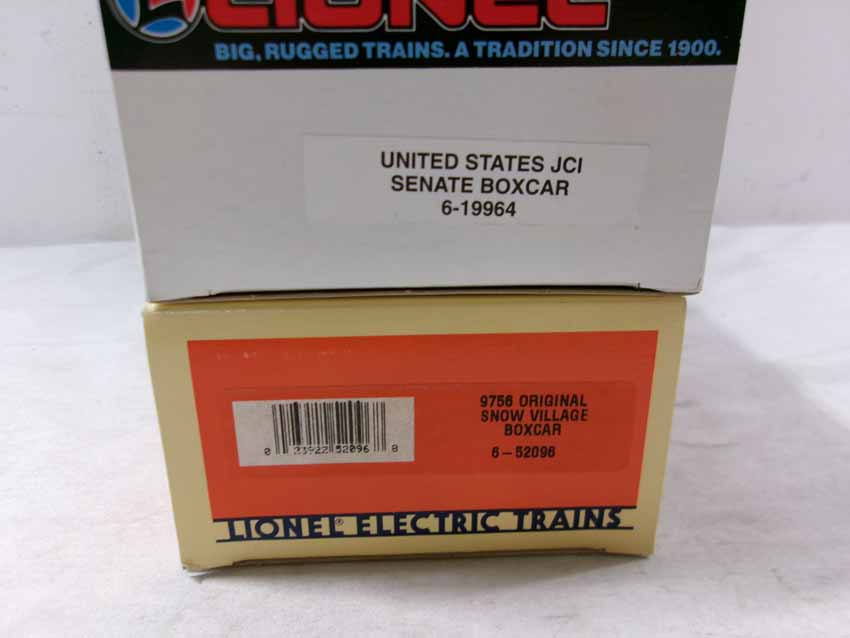 LIONEL
BIG, RUGGED TRAINS. A TRADITION SINCE 1900.
UNITED STATES JCI
SENATE BOXCAR
6-19964
9756 ORIGINAL
SNOW VILLAGE
BOXCAR
6-52096
0 23922 52096 8
LIONEL® ELECTRIC TRAINS